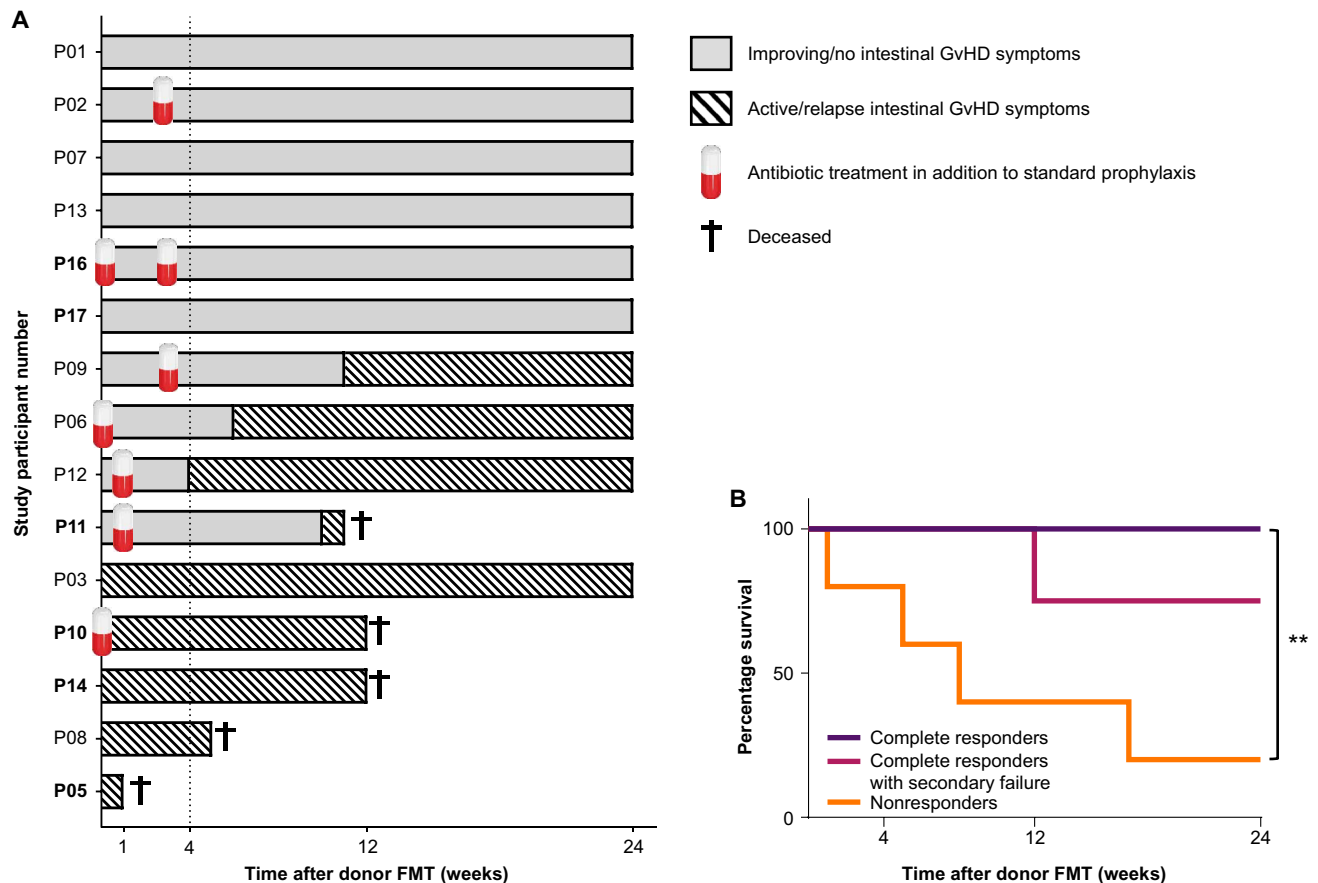 A
P01
P02
P07
P13
P16
P17
P09
P06
P12
P11
P03
P10
P14
P08
P05
Study participant number
1
4
12
24
Time after donor FMT (weeks)
Improving/no intestinal GvHD symptoms
Active/relapse intestinal GvHD symptoms
Antibiotic treatment in addition to standard prophylaxis
Deceased
B
100
50
0
Percentage survival
Complete responders
Complete responders
with secondary failure
Nonresponders
**
4
12
24
Time after donor FMT (weeks)